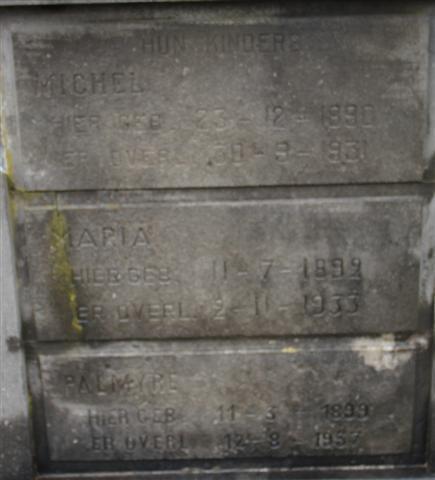 HUN KINDERS
MICHEL
HIER GEB. 23-12-1890
ER OVERL. 30-9-1931
MARIA
HIER GEB. 11-7-1892
ER OVERL. 2-11-1933
PALMYRE
HIER GEB. 11-3-1899
ER OVERL. 12-8-1957